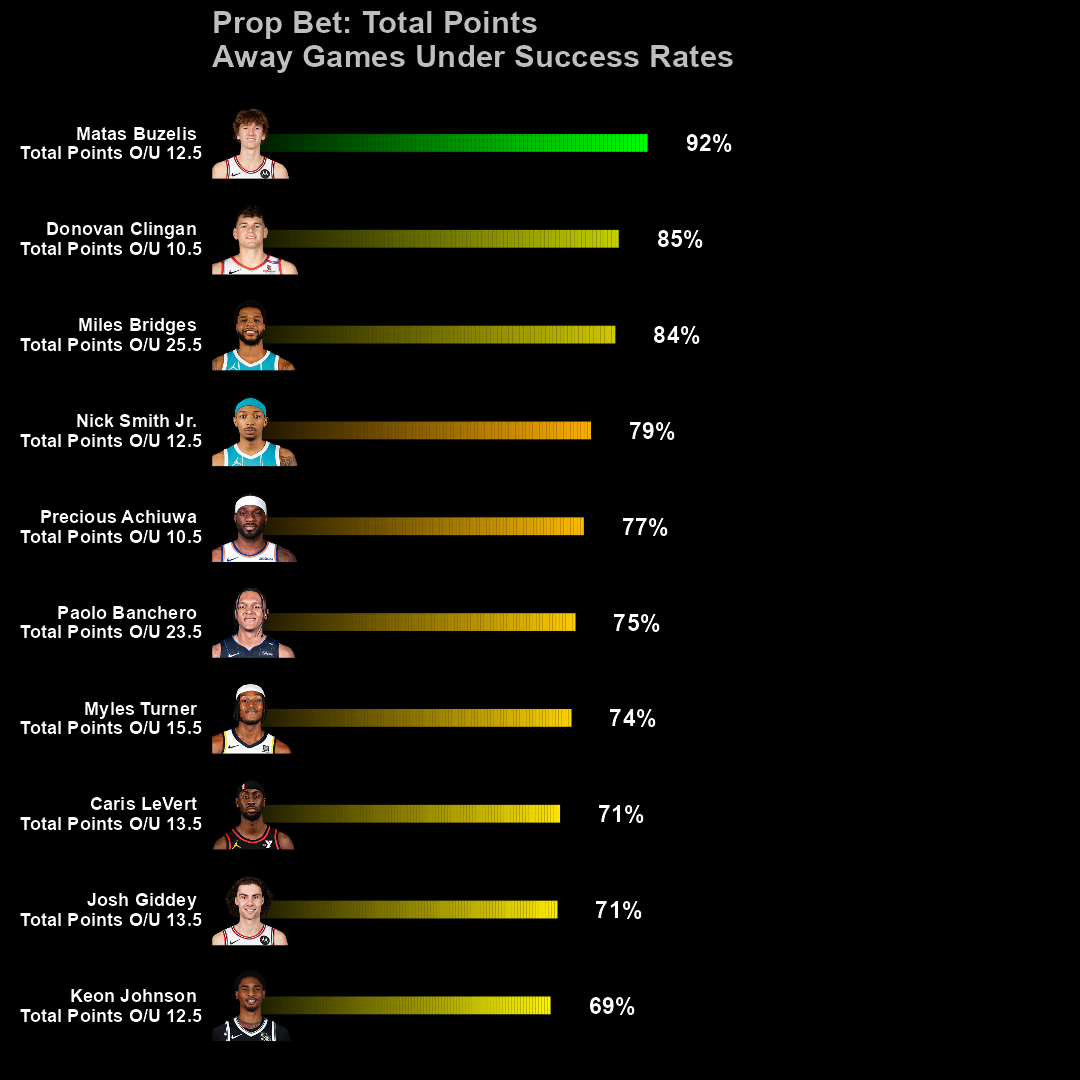 Prop Bet: Total Points
Away Games Under Success Rates
Matas Buzelis
Total Points O/U 12.5
92%
Donovan Clingan
Total Points O/U 10.5
85%
Miles Bridges
Total Points O/U 25.5
84%
Nick Smith Jr.
Total Points O/U 12.5
79%
Precious Achiuwa
Total Points O/U 10.5
77%
Paolo Banchero
Total Points O/U 23.5
75%
Myles Turner
Total Points O/U 15.5
74%
Caris LeVert
Total Points O/U 13.5
71%
Josh Giddey
Total Points O/U 13.5
71%
Keon Johnson
Total Points O/U 12.5
69%